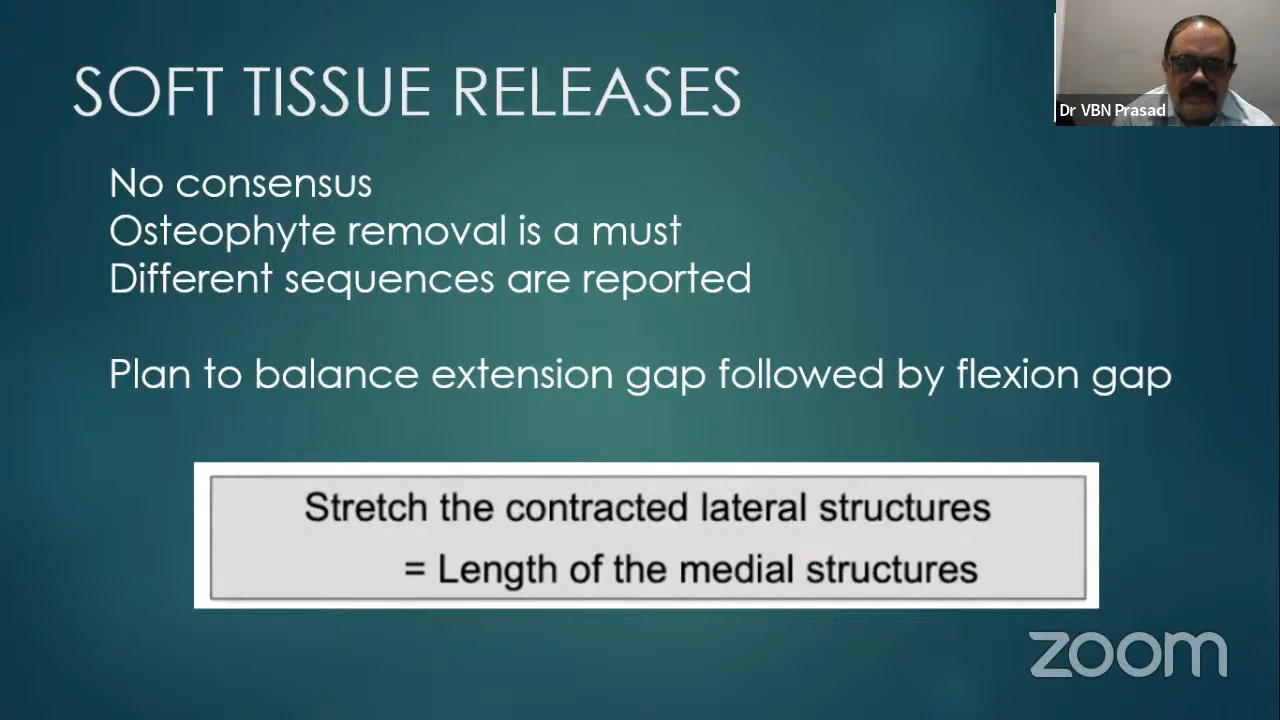 SOFT TISSUE RELEASES
Dr VBN Prasad
No consensus
Osteophyte removal is a must
Different sequences are reported
Plan to balance extension gap followed by flexion gap
Stretch the contracted lateral structures
= Length of the medial structures
zoom